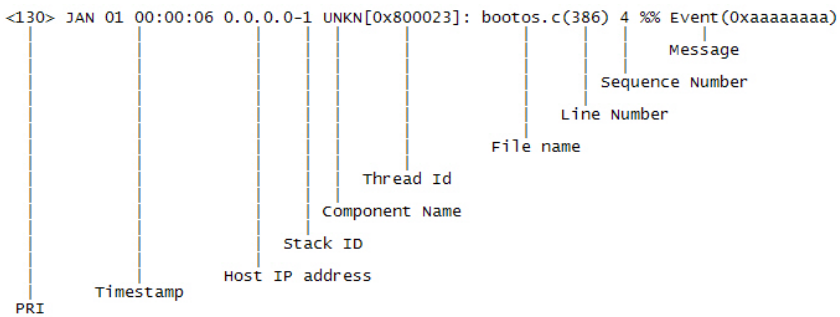 <130> JAN 01 00:00:06 0.0.0.0-1 UNKN[0x800023]: bootos.c(386) 4 %% Event(0xaaaaaaaa)
Message
Sequence Number
Line Number
File name
Thread Id
Component Name
Stack ID
Host IP address
Timestamp
PRI